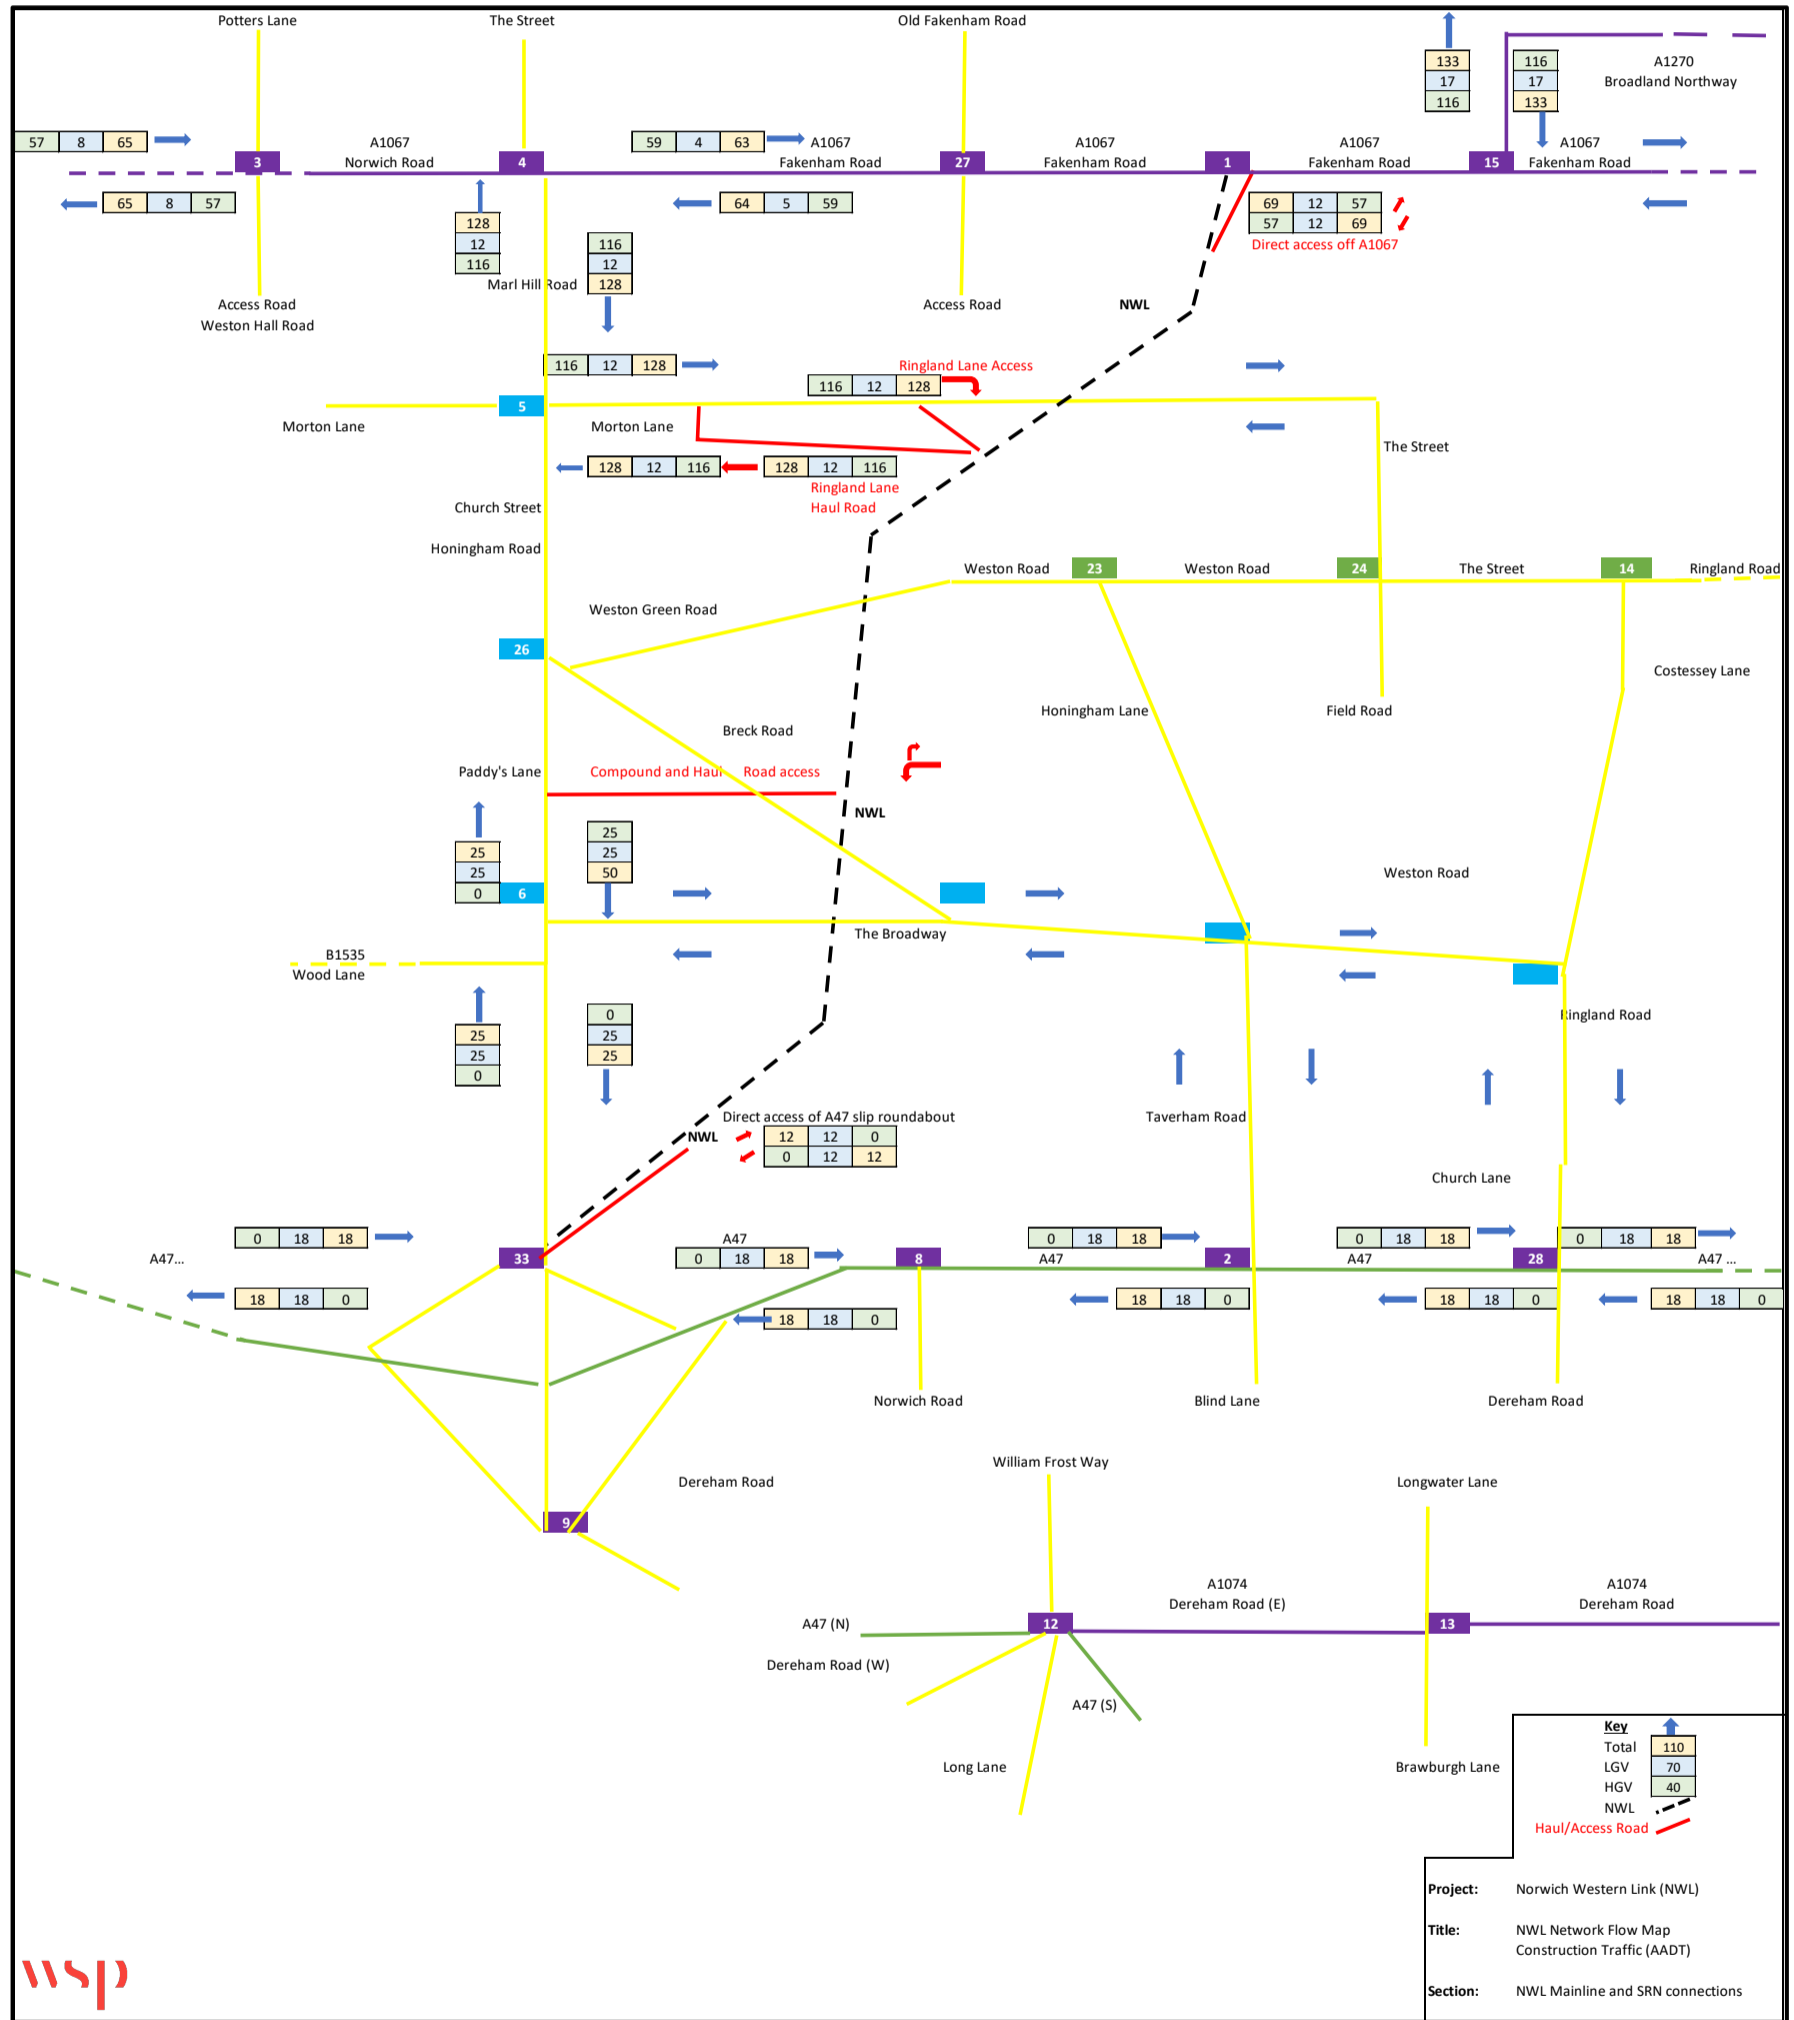 Potters Lane
The Street
Old Fakenham Road
133
17
116
116
17
133
A1270
Broadland Northway
57 8 65
A1067
Norwich Road
59 4 63
A1067
Fakenham Road
A1067
Fakenham Road
A1067
Fakenham Road
A1067
Fakenham Road
3
4
27
1
15
65 8 57
128
12
116
64 5 59
69 12 57
57 12 69
Direct access off A1067
116
12
128
Marl Hill Road
Access Road
Weston Hall Road
Access Road
NWL
116 12 128
Ringland Lane Access
116 12 128
5
Morton Lane
Morton Lane
The Street
128 12 116
128 12 116
Ringland Lane
Haul Road
Church Street
Honingham Road
Weston Road
23
Weston Road
24
The Street
14
Ringland Road
Weston Green Road
26
Costessey Lane
Honingham Lane
Field Road
Breck Road
Paddy's Lane
Compound and Haul Road access
NWL
25
25
0
6
25
25
50
Weston Road
The Broadway
B1535
Wood Lane
25
25
0
0
25
25
Ringland Road
Direct access of A47 slip roundabout
NWL
12 12 0
0 12 12
Taverham Road
Church Lane
0 18 18
A47...
33
A47
0 18 18
8
0 18 18
A47
2
0 18 18
A47
28
0 18 18
A47 ...
18 18 0
18 18 0
18 18 0
18 18 0
18 18 0
Norwich Road
Blind Lane
Dereham Road
William Frost Way
Dereham Road
Longwater Lane
9
A1074
Dereham Road (E)
A1074
Dereham Road
A47 (N)
12
13
Dereham Road (W)
A47 (S)
Long Lane
Brawburgh Lane
Key
Total 110
LGV 70
HGV 40
NWL
Haul/Access Road
Project: Norwich Western Link (NWL)
Title: NWL Network Flow Map
Construction Traffic (AADT)
Section: NWL Mainline and SRN connections
wsp